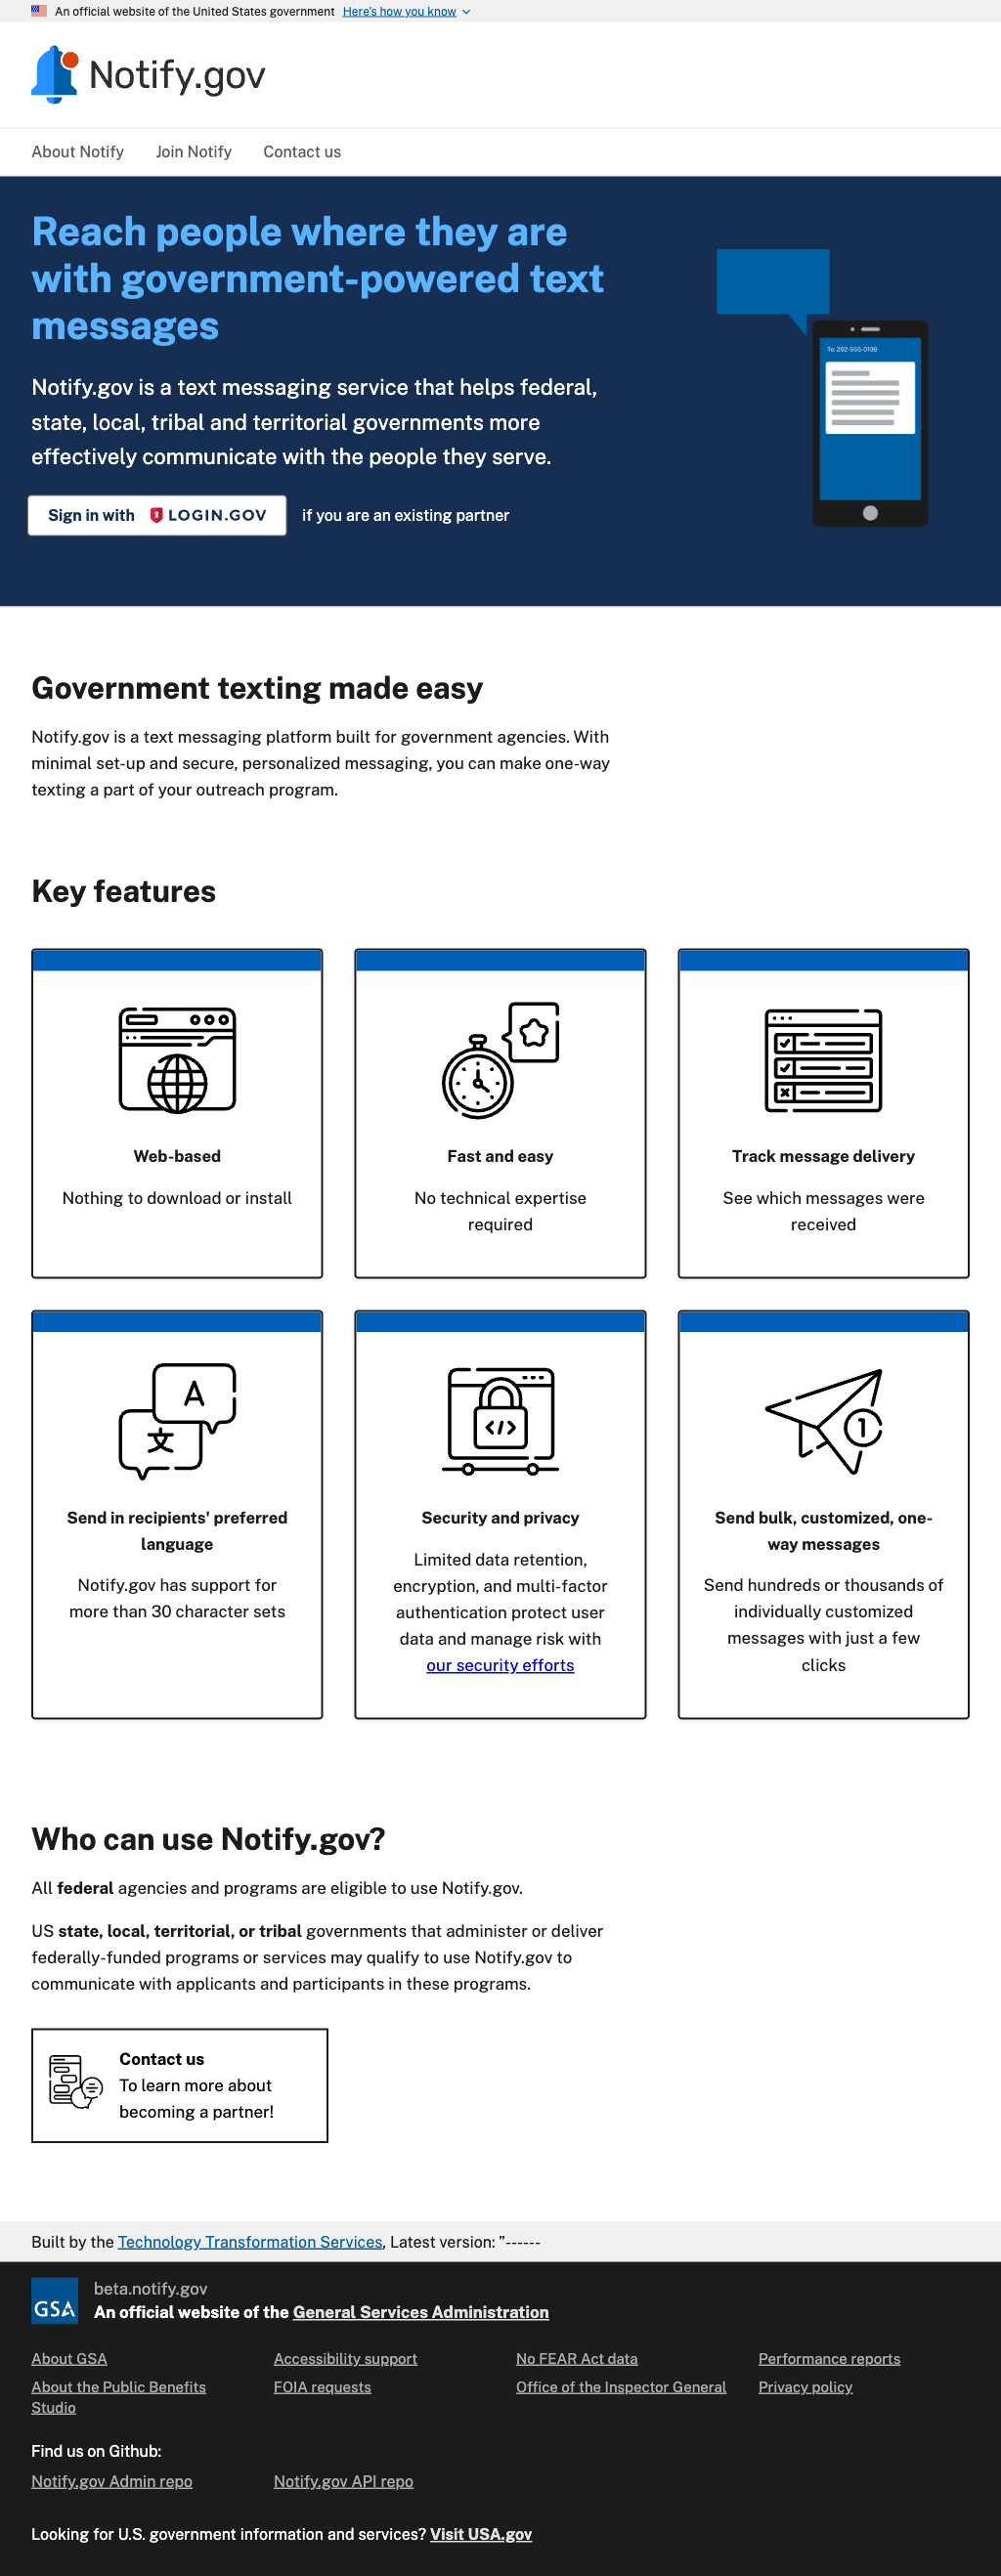 An official website of the United States government Here's how you know
Notify.gov
About Notify Join Notify Contact us
Reach people where they are
with government-powered text
messages
Notify.gov is a text messaging service that helps federal,
state, local, tribal and territorial governments more
effectively communicate with the people they serve.
Sign in with LOGIN.GOV if you are an existing partner
To: 202-555-0108
Government texting made easy
Notify.gov is a text messaging platform built for government agencies. With
minimal set-up and secure, personalized messaging, you can make one-way
texting a part of your outreach program.
Key features
Web-based
Nothing to download or install
Fast and easy
No technical expertise
required
Track message delivery
See which messages were
received
A
文
Send in recipients' preferred
language
Notify.gov has support for
more than 30 character sets
</>
Security and privacy
Limited data retention,
encryption, and multi-factor
authentication protect user
data and manage risk with
our security efforts
1
Send bulk, customized, one-
way messages
Send hundreds or thousands of
individually customized
messages with just a few
clicks
Who can use Notify.gov?
All federal agencies and programs are eligible to use Notify.gov.
US state, local, territorial, or tribal governments that administer or deliver
federally-funded programs or services may qualify to use Notify.gov to
communicate with applicants and participants in these programs.
Contact us
To learn more about
becoming a partner!
Built by the Technology Transformation Services, Latest version: "------
GSA
beta.notify.gov
An official website of the General Services Administration
About GSA
About the Public Benefits
Studio
Accessibility support
FOIA requests
No FEAR Act data
Office of the Inspector General
Performance reports
Privacy policy
Find us on Github:
Notify.gov Admin repo Notify.gov API repo
Looking for U.S. government information and services? Visit USA.gov